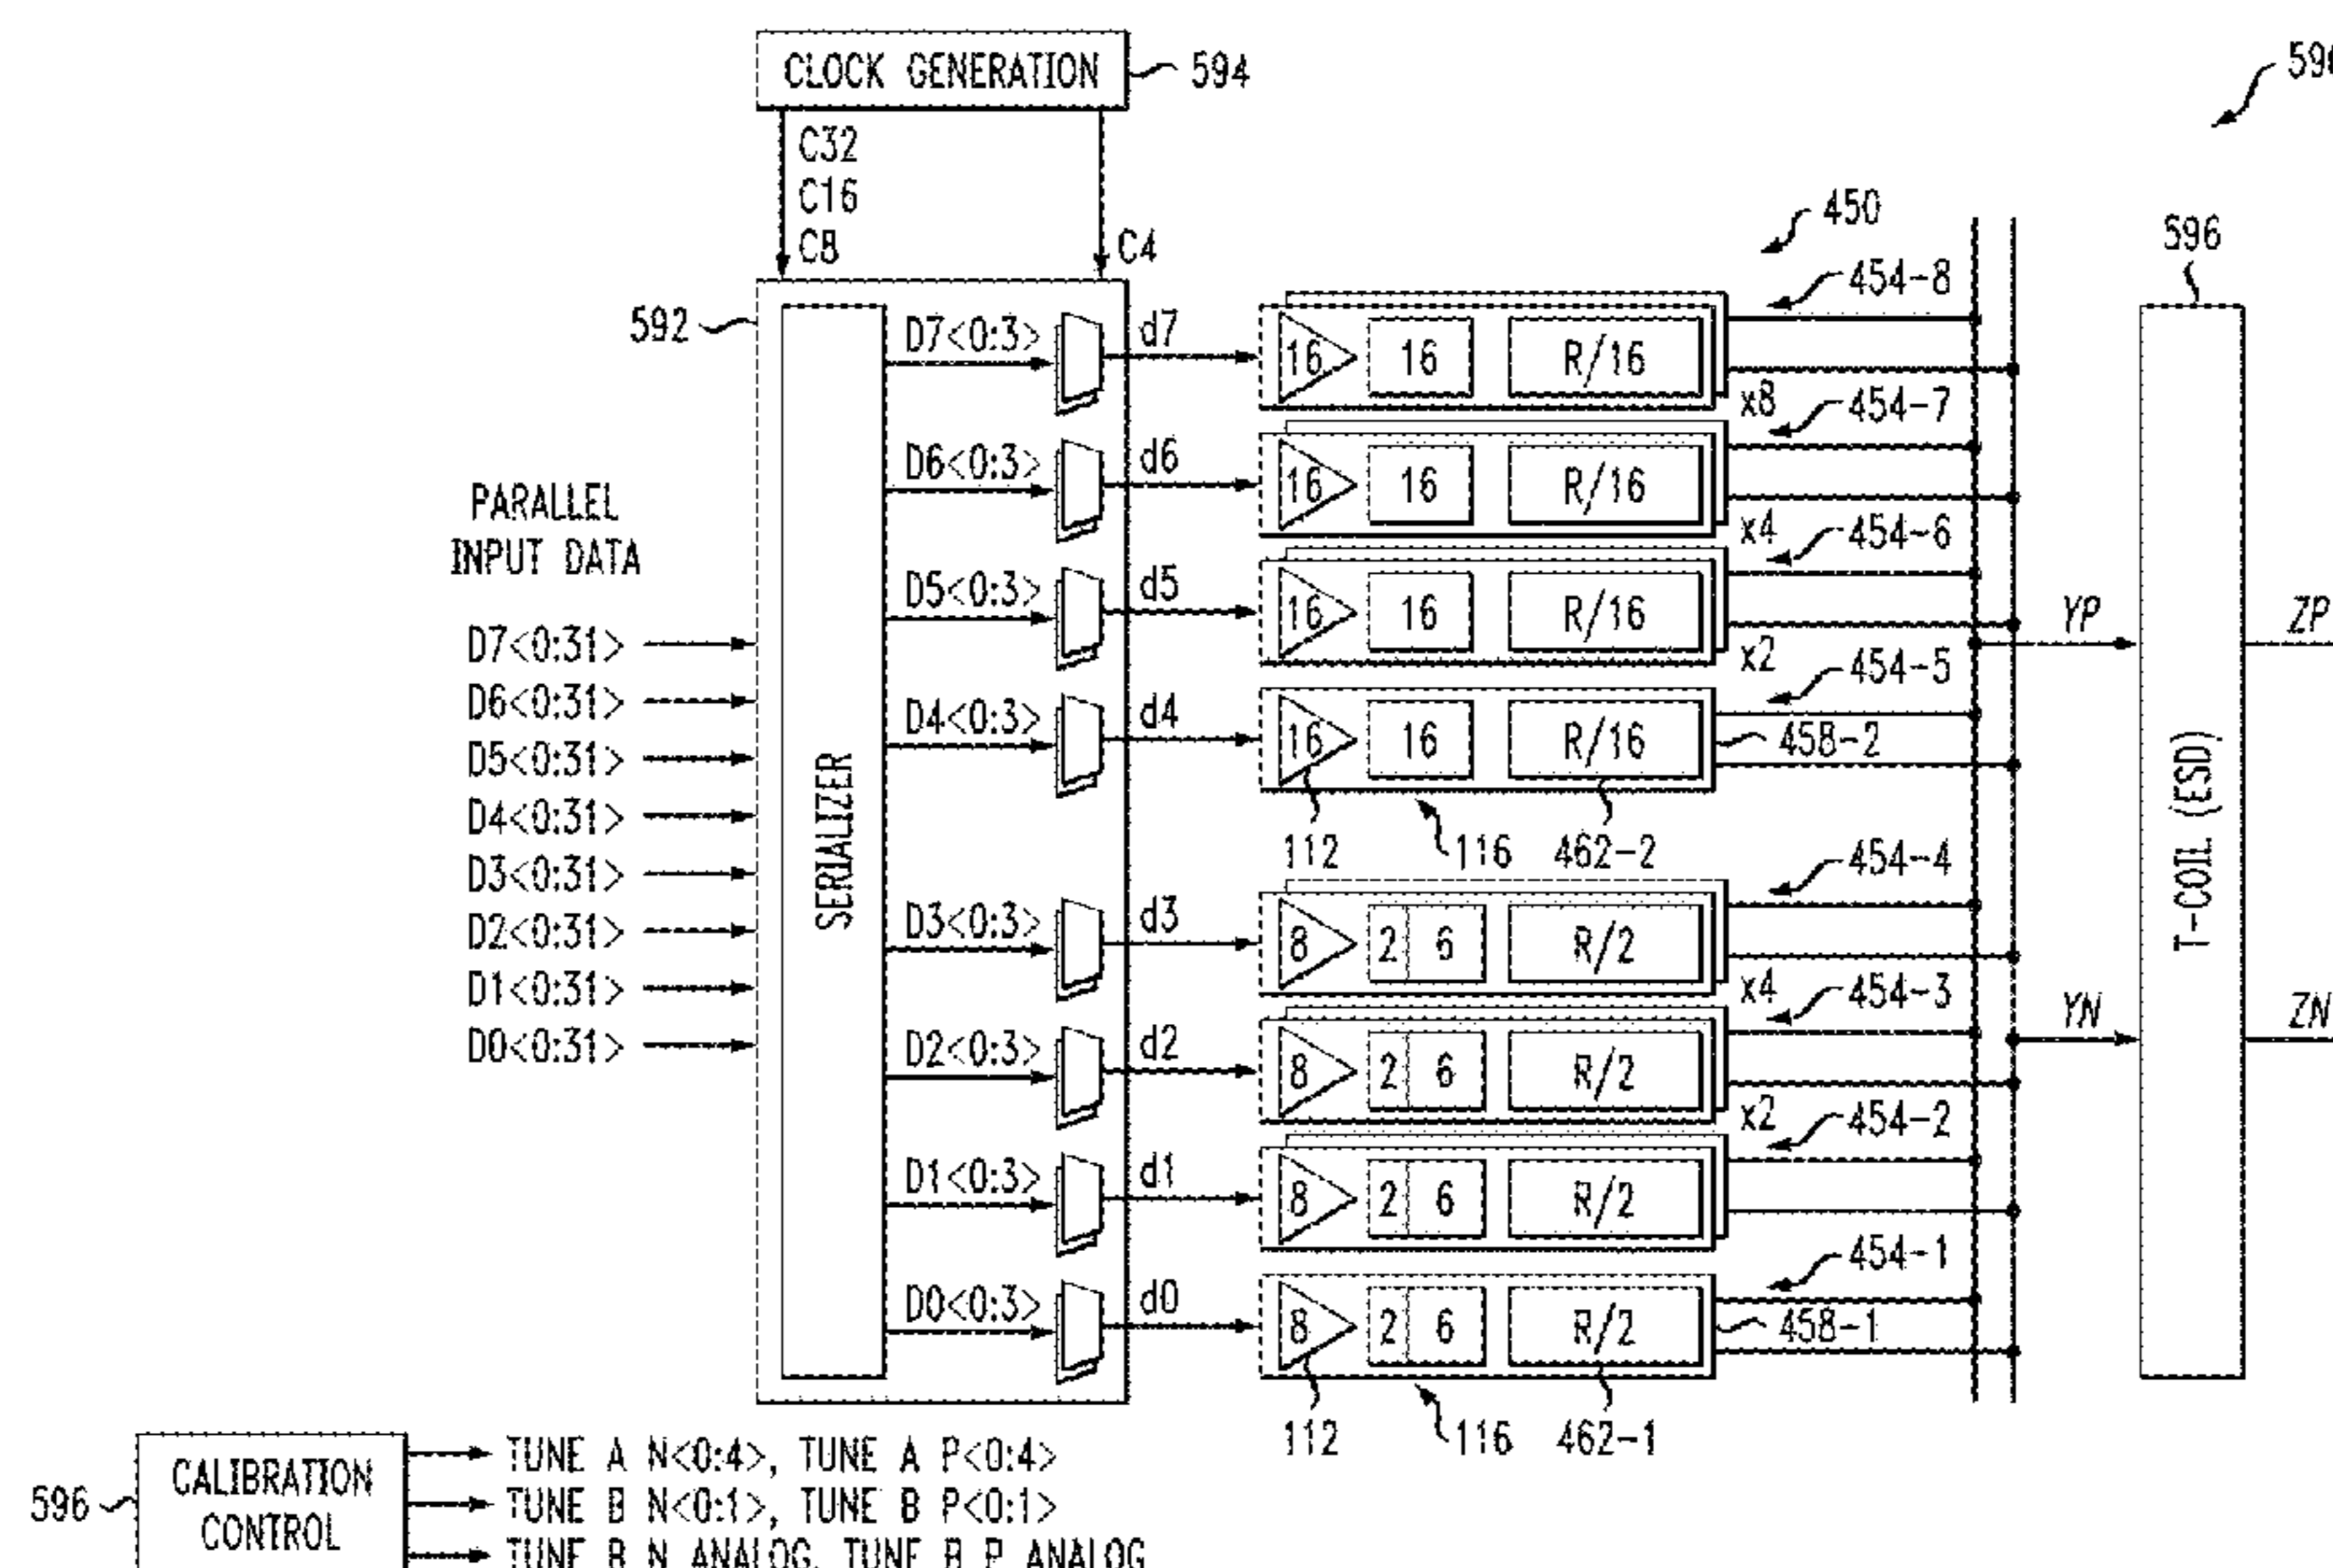 CLOCK GENERATION
594
C32
C16
C8
C4
450
596
592
SERIALIZER
PARALLEL
INPUT DATA
D7<0:31>
D6<0:31>
D5<0:31>
D4<0:31>
D3<0:31>
D2<0:31>
D1<0:31>
D0<0:31>
D7<0:3> d7 16 16 R/16 454-8
x8
D6<0:3> d6 16 16 R/16 454-7
x4
D5<0:3> d5 16 16 R/16 454-6
x2
D4<0:3> d4 16 16 R/16 454-5
458-2
112 116 462-2
D3<0:3> d3 8 2 6 R/2 454-4
x4
D2<0:3> d2 8 2 6 R/2 454-3
x2
D1<0:3> d1 8 2 6 R/2 454-2
D0<0:3> d0 8 2 6 R/2 454-1
458-1
112 116 462-1
YP
YN
T-COIL (ESD)
ZP
ZN
596
CALIBRATION
CONTROL
TUNE A N<0:4>, TUNE A P<0:4>
TUNE B N<0:1>, TUNE B P<0:1>
TUNE B N ANALOG, TUNE B P ANALOG